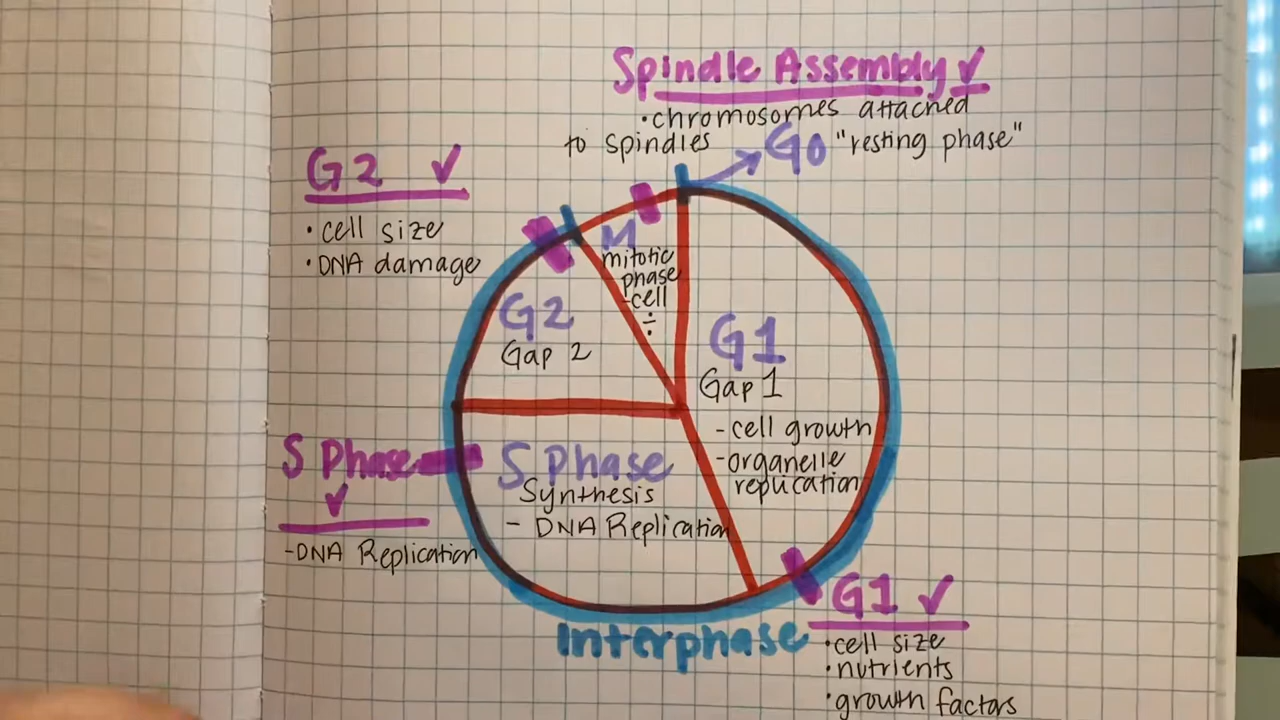 Spindle Assembly ✓
• chromosomes attached
to spindles
G0 "resting phase"
G2 ✓
• cell size
• DNA damage
M
mitotic
phase
- cell
÷
G2
Gap 2
G1
Gap 1
- cell growth
- organelle
replication
S Phase
✓
- DNA Replication
S Phase
Synthesis
- DNA Replication
Interphase
G1 ✓
• cell size
• nutrients
• growth factors